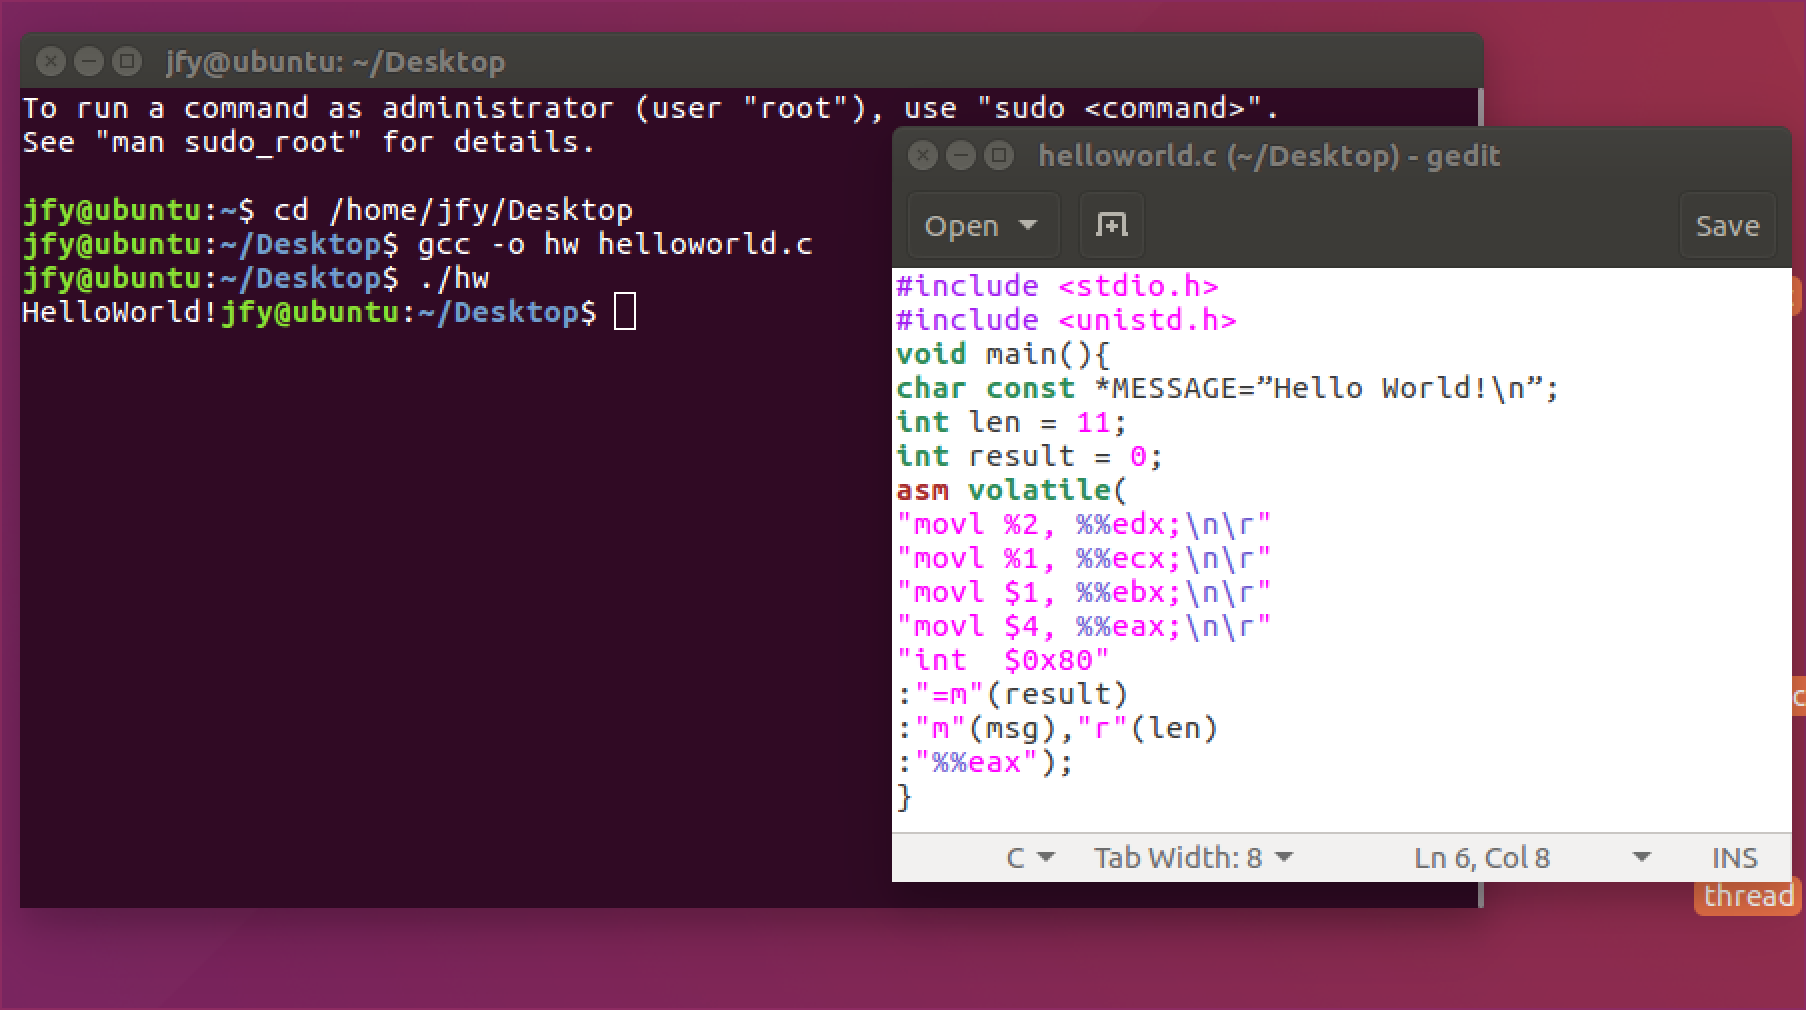 jfy@ubuntu: ~/Desktop
To run a command as administrator (user "root"), use "sudo <command>".
See "man sudo_root" for details.
jfy@ubuntu:~$ cd /home/jfy/Desktop
jfy@ubuntu:~/Desktop$ gcc -o hw helloworld.c
jfy@ubuntu:~/Desktop$ ./hw
HelloWorld!jfy@ubuntu:~/Desktop$
helloworld.c (~/Desktop) - gedit
Open
Save
#include <stdio.h>
#include <unistd.h>
void main(){
char const *MESSAGE=”Hello World!\n”;
int len = 11;
int result = 0;
asm volatile(
"movl %2, %%edx;\n\r"
"movl %1, %%ecx;\n\r"
"movl $1, %%ebx;\n\r"
"movl $4, %%eax;\n\r"
"int  $0x80"
:"=m"(result)
:"m"(msg),"r"(len)
:"%%eax");
}
C
Tab Width: 8
Ln 6, Col 8
INS
c
thread